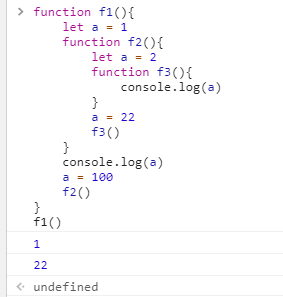 > function f1(){
let a = 1
function f2(){
let a = 2
function f3(){
console.log(a)
}
a = 22
f3()
}
console.log(a)
a = 100
f2()
}
f1()
1
22
undefined